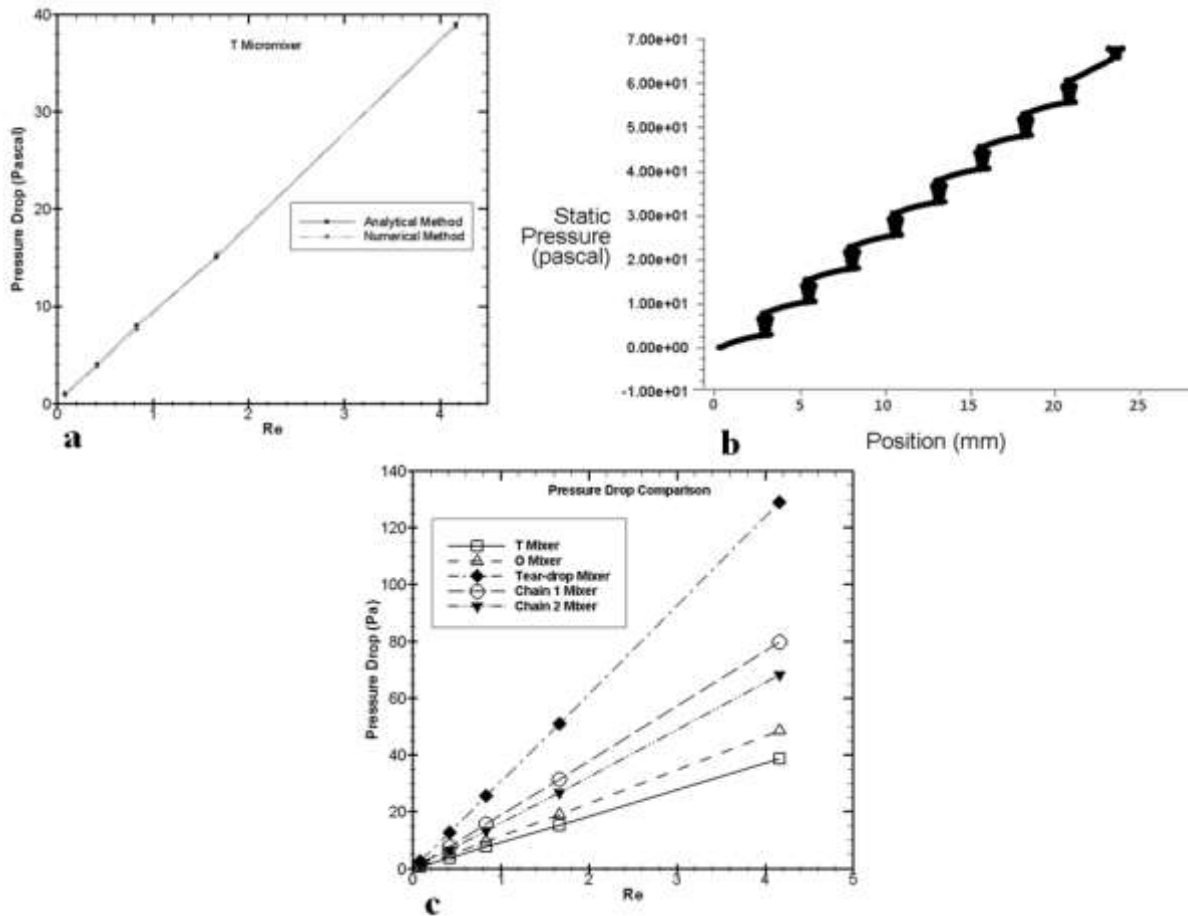 40
30
20
10
0
T Micromixer
Analytical Method
Numerical Method
Pressure Drop (Pascal)
0 1 2 3 4
Re
a
7.00e+01
6.00e+01
5.00e+01
4.00e+01
3.00e+01
2.00e+01
1.00e+01
0.00e+00
-1.00e+01
Static
Pressure
(pascal)
0 5 10 15 20 25
Position (mm)
b
140
120
100
80
60
40
20
0
Pressure Drop Comparison
T Mixer
O Mixer
Tear-drop Mixer
Chain 1 Mixer
Chain 2 Mixer
Pressure Drop (Pa)
0 1 2 3 4 5
Re
c